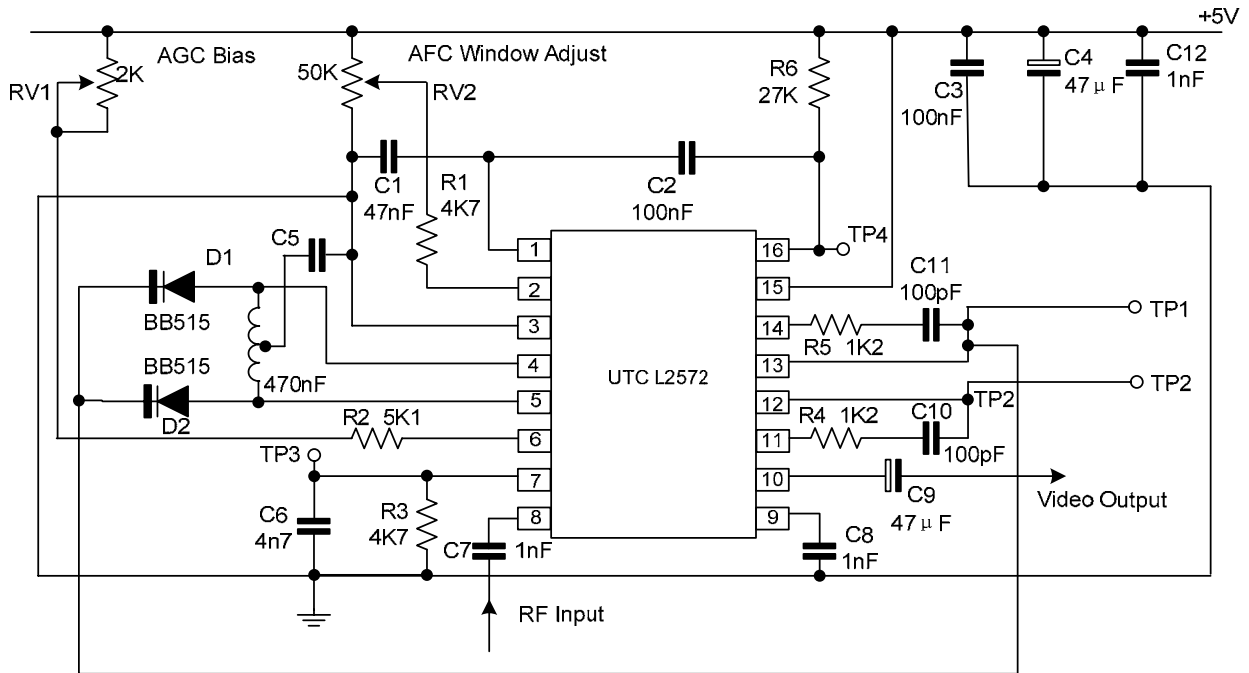 +5V
AGC Bias
AFC Window Adjust
2K
50K
RV1
RV2
R6
27K
C3
100nF
C4
47μF
C12
1nF
C1
47nF
R1
4K7
C2
100nF
C5
D1
BB515
BB515
D2
470nF
1
2
3
4
5
6
7
8
16
15
14
13
12
11
10
9
UTC L2572
TP4
C11
100pF
TP1
R5 1K2
TP2
TP2
R4 1K2
C10
100pF
R2 5K1
TP3
C6
4n7
R3
4K7
C7
1nF
C9
47μF
Video Output
C8
1nF
RF Input